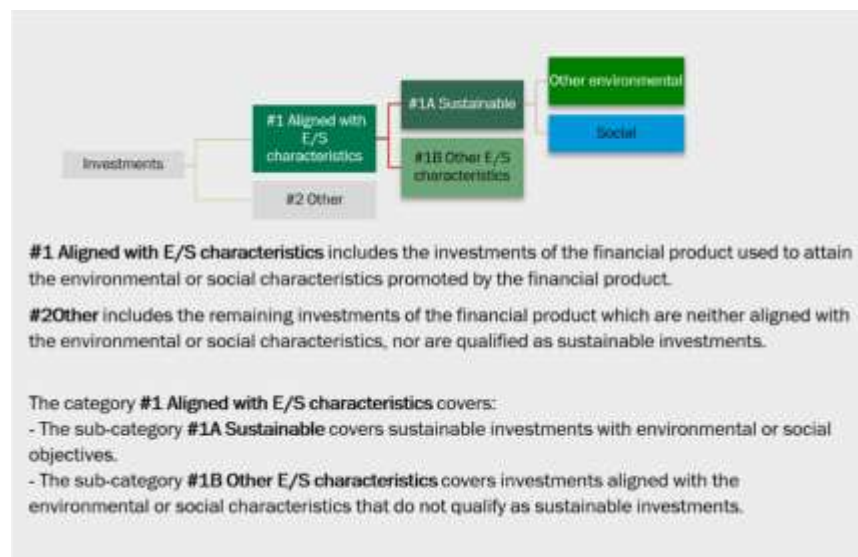 Other environmental
#1A Sustainable
#1 Aligned with
E/S
characteristics
Social
#1B Other E/S
characteristics
Investments
#2 Other
#1 Aligned with E/S characteristics includes the investments of the financial product used to attain
the environmental or social characteristics promoted by the financial product.
#2Other includes the remaining investments of the financial product which are neither aligned with
the environmental or social characteristics, nor are qualified as sustainable investments.
The category #1 Aligned with E/S characteristics covers:
- The sub-category #1A Sustainable covers sustainable investments with environmental or social
objectives.
- The sub-category #1B Other E/S characteristics covers investments aligned with the
environmental or social characteristics that do not qualify as sustainable investments.